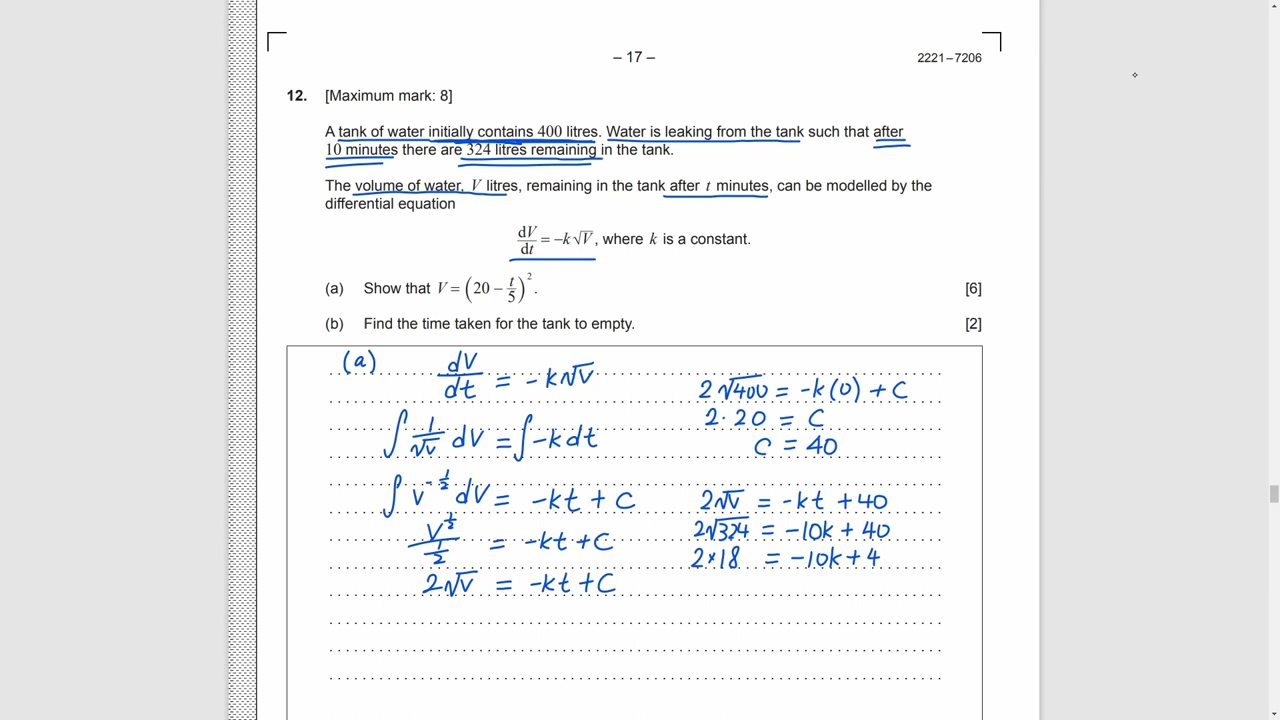 – 17 –
2221–7206
12. [Maximum mark: 8]
A tank of water initially contains 400 litres. Water is leaking from the tank such that after
10 minutes there are 324 litres remaining in the tank.
The volume of water, V litres, remaining in the tank after t minutes, can be modelled by the
differential equation
dV/dt = –k√V, where k is a constant.
(a) Show that V = (20 – t/5)².
[6]
(b) Find the time taken for the tank to empty.
[2]
(a) dV/dt = -k√V
∫ 1/√V dV = ∫ -k dt
∫ V^(-1/2) dV = -kt + C
V^(1/2) / (1/2) = -kt + C
2√V = -kt + C
2√400 = -k(0) + C
2·20 = C
C = 40
2√V = -kt + 40
2√324 = -10k + 40
2×18 = -10k + 4